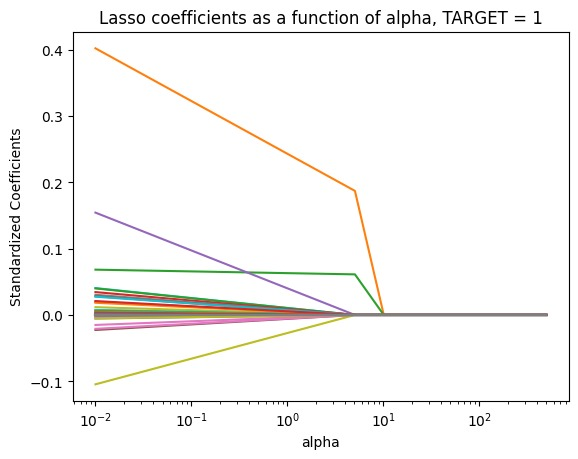 Lasso coefficients as a function of alpha, TARGET = 1
Standardized Coefficients
0.4
0.3
0.2
0.1
0.0
−0.1
10⁻² 10⁻¹ 10⁰ 10¹ 10²
alpha